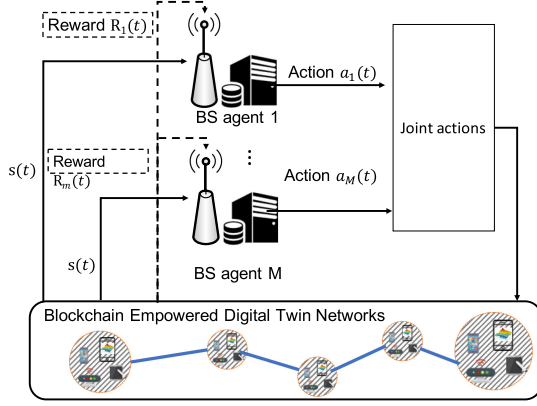 Reward R₁(t)
Action a₁(t)
BS agent 1
Joint actions
s(t)
Reward
Rₘ(t)
⋮
Action a_M(t)
s(t)
BS agent M
Blockchain Empowered Digital Twin Networks